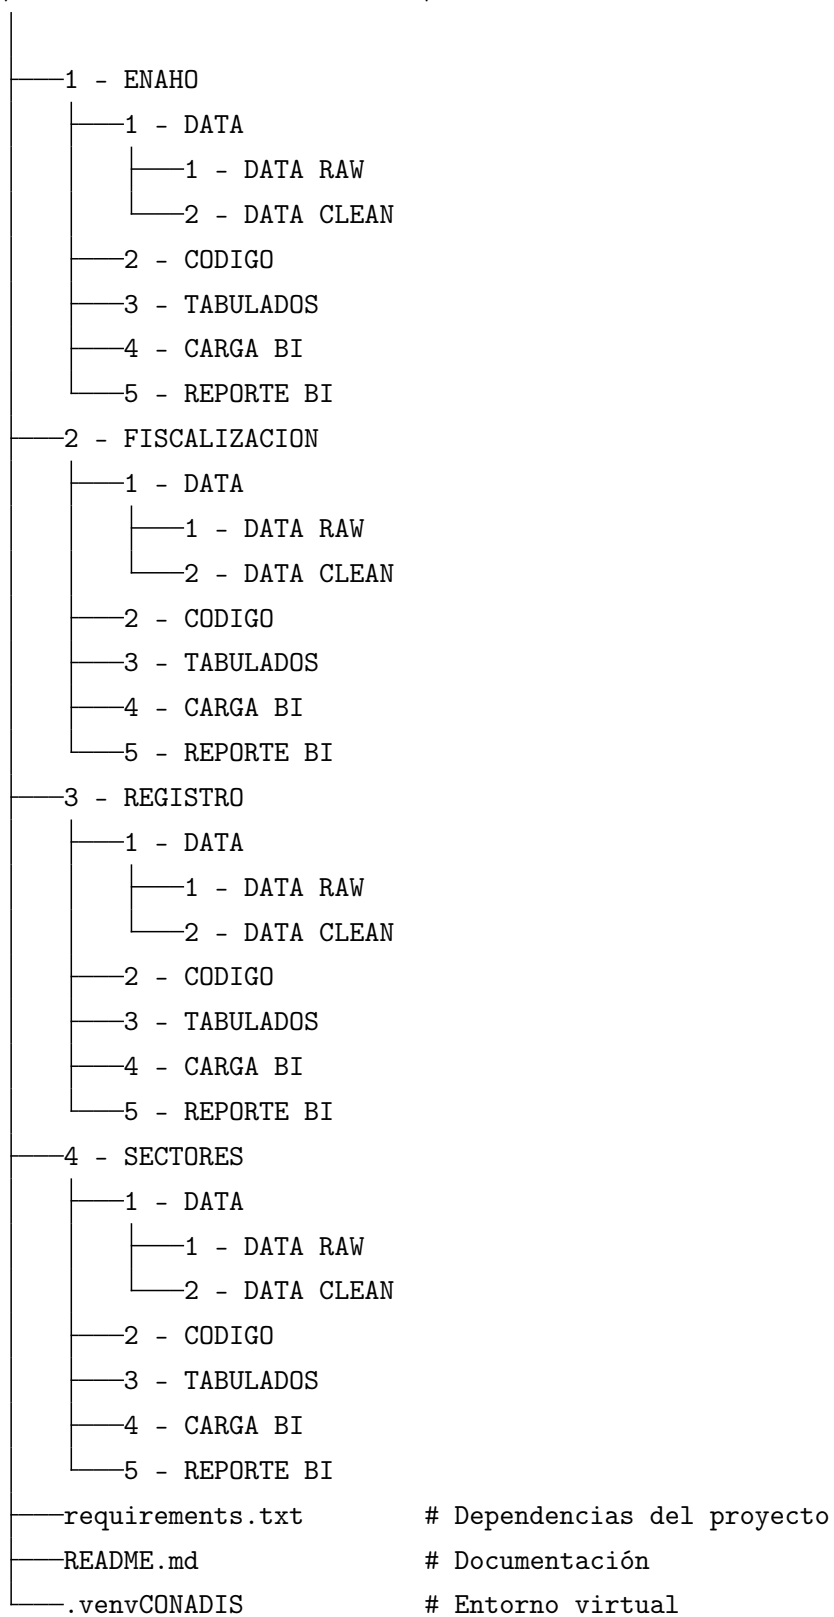 1 - ENAHO
1 - DATA
1 - DATA RAW
2 - DATA CLEAN
2 - CODIGO
3 - TABULADOS
4 - CARGA BI
5 - REPORTE BI
2 - FISCALIZACION
1 - DATA
1 - DATA RAW
2 - DATA CLEAN
2 - CODIGO
3 - TABULADOS
4 - CARGA BI
5 - REPORTE BI
3 - REGISTRO
1 - DATA
1 - DATA RAW
2 - DATA CLEAN
2 - CODIGO
3 - TABULADOS
4 - CARGA BI
5 - REPORTE BI
4 - SECTORES
1 - DATA
1 - DATA RAW
2 - DATA CLEAN
2 - CODIGO
3 - TABULADOS
4 - CARGA BI
5 - REPORTE BI
requirements.txt # Dependencias del proyecto
README.md # Documentación
.venvCONADIS # Entorno virtual